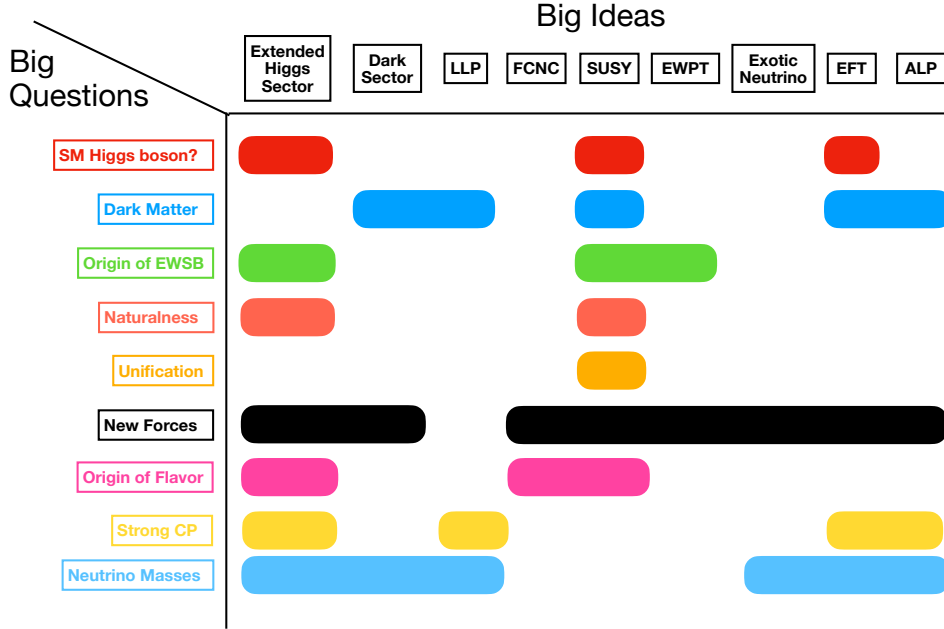 Big Ideas
Big
Questions
Extended
Higgs
Sector
Dark
Sector
LLP
FCNC
SUSY
EWPT
Exotic
Neutrino
EFT
ALP
SM Higgs boson?
Dark Matter
Origin of EWSB
Naturalness
Unification
New Forces
Origin of Flavor
Strong CP
Neutrino Masses